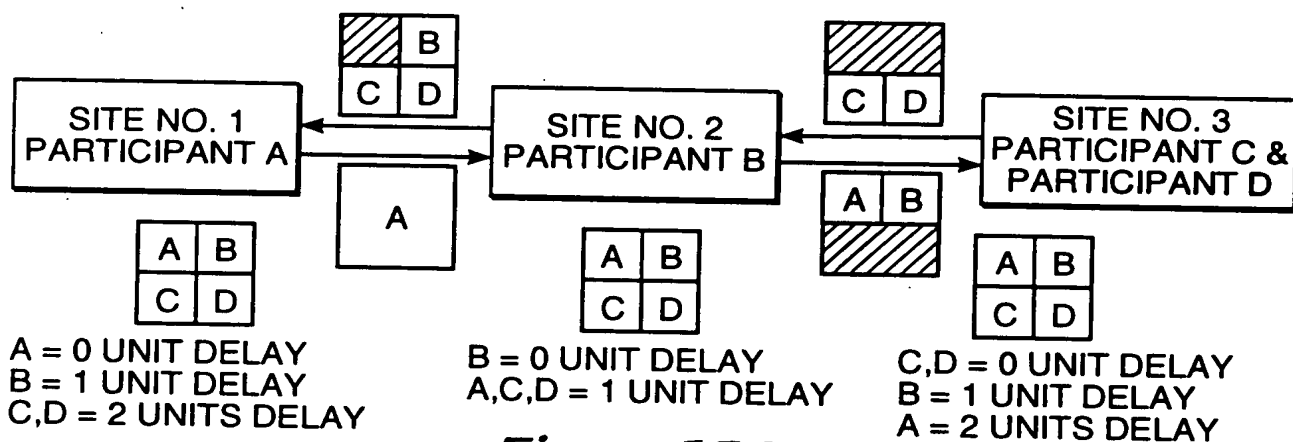 B
C D
C D
SITE NO. 1
PARTICIPANT A
SITE NO. 2
PARTICIPANT B
SITE NO. 3
PARTICIPANT C &
PARTICIPANT D
A
A B
A B
C D
A B
C D
A B
C D
A = 0 UNIT DELAY
B = 1 UNIT DELAY
C,D = 2 UNITS DELAY
B = 0 UNIT DELAY
A,C,D = 1 UNIT DELAY
C,D = 0 UNIT DELAY
B = 1 UNIT DELAY
A = 2 UNITS DELAY